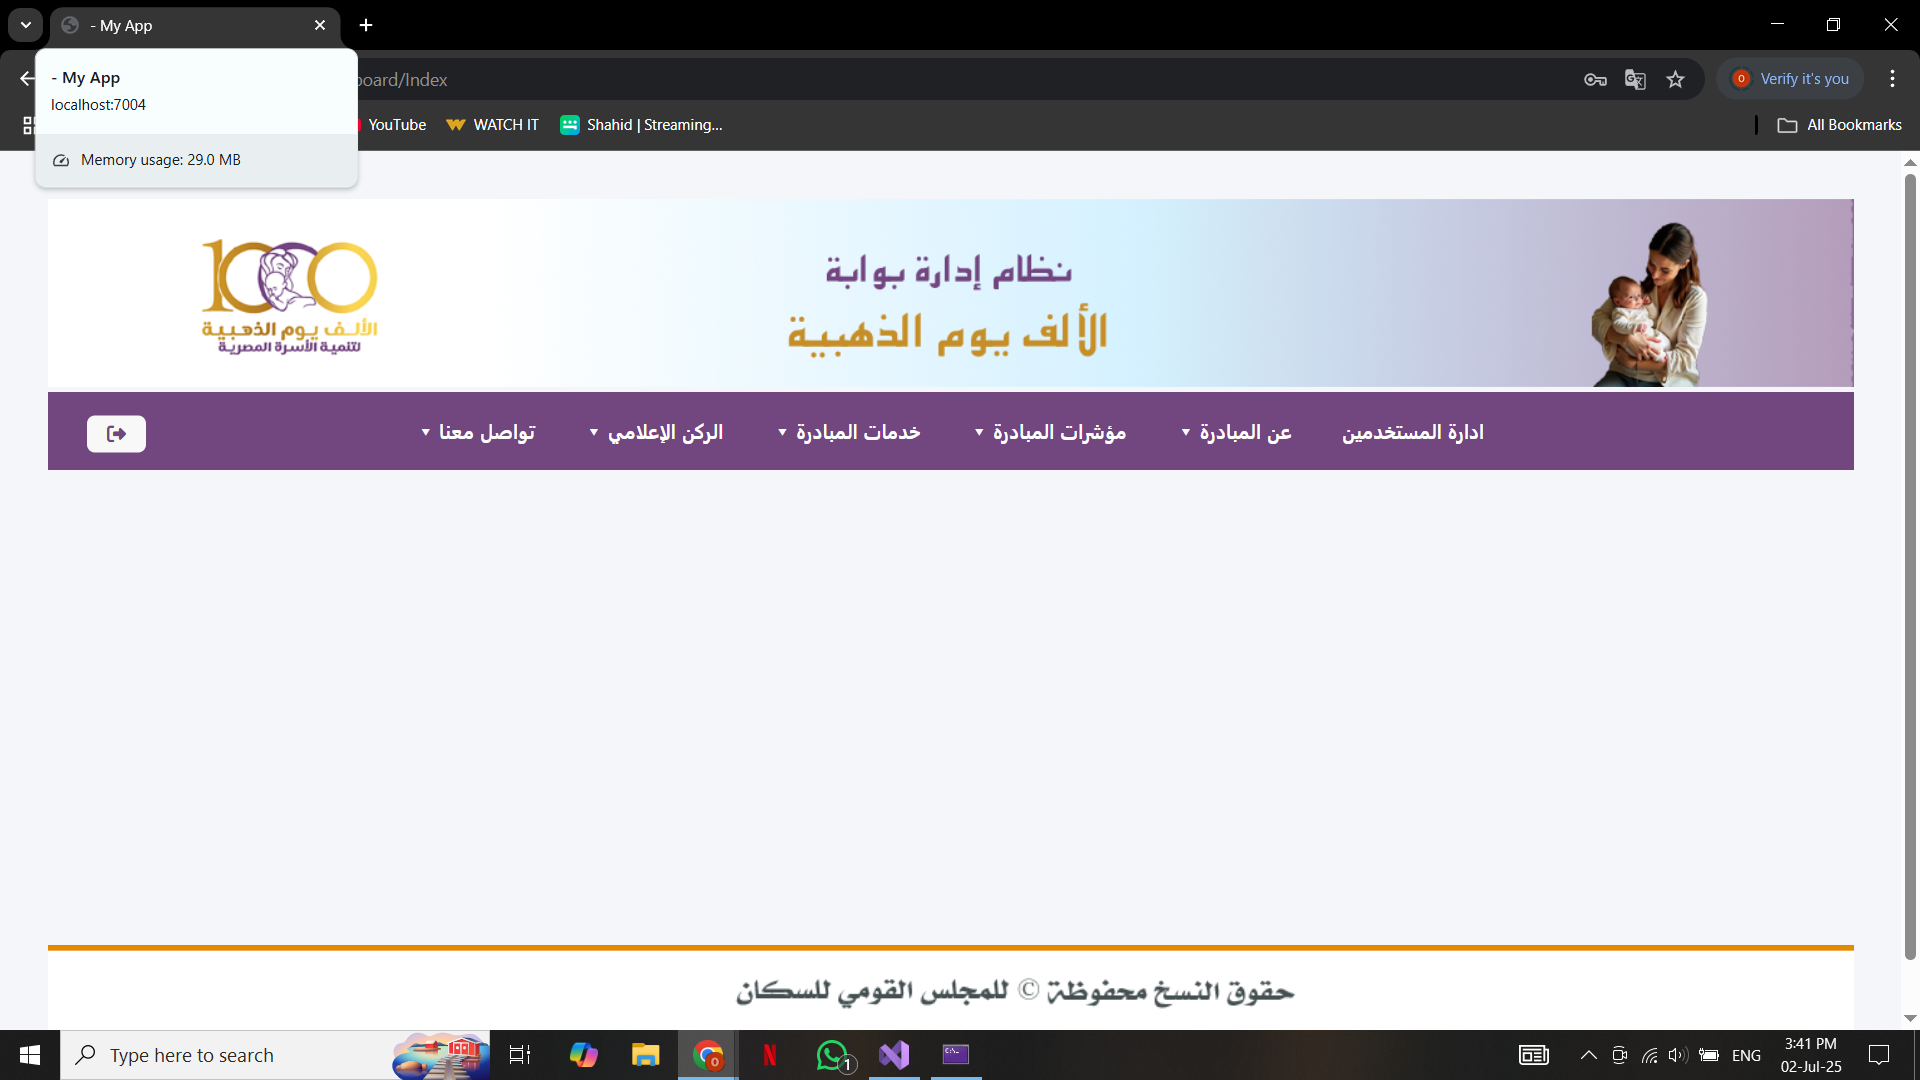 - My App
- My App
localhost:7004
Memory usage: 29.0 MB
board/Index
Verify it's you
YouTube
WATCH IT
Shahid | Streaming...
All Bookmarks
1000
الألف يوم الذهبية
لتنمية الأسرة المصرية
نظام إدارة بوابة
الألف يوم الذهبية
ادارة المستخدمين
عن المبادرة
مؤشرات المبادرة
خدمات المبادرة
الركن الإعلامي
تواصل معنا
حقوق النسخ محفوظة © للمجلس القومي للسكان
Type here to search
1
ENG
3:41 PM
02-Jul-25